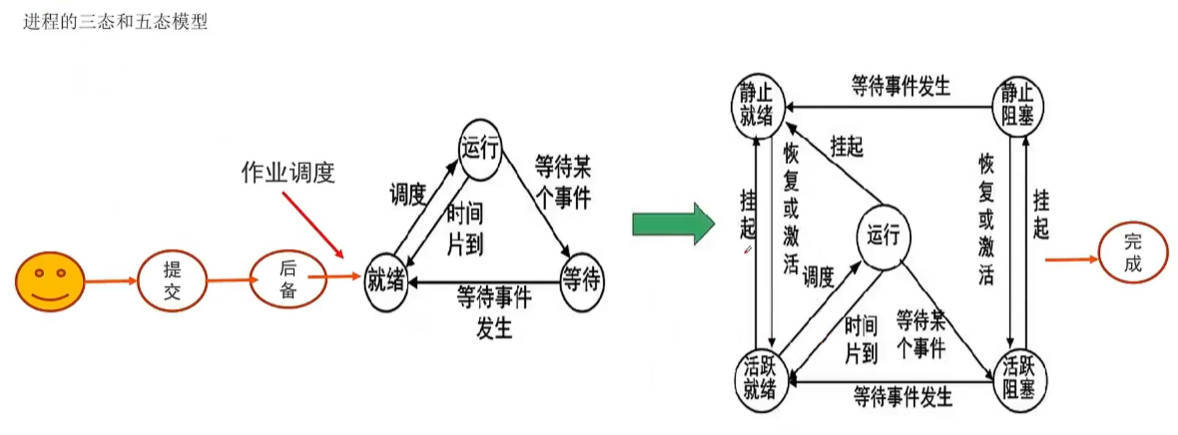 进程的三态和五态模型
作业调度
提
交
后
备
就绪
运行
等待
调度
时间
片到
等待某
个事件
等待事件
发生
静止
就绪
等待事件发生
静止
阻塞
挂起
挂
起
恢
复
或
激
活
运行
调度
时间
片到
等待某
个事件
恢
复
或
激
活
挂
起
活跃
就绪
等待事件发生
活跃
阻塞
完
成